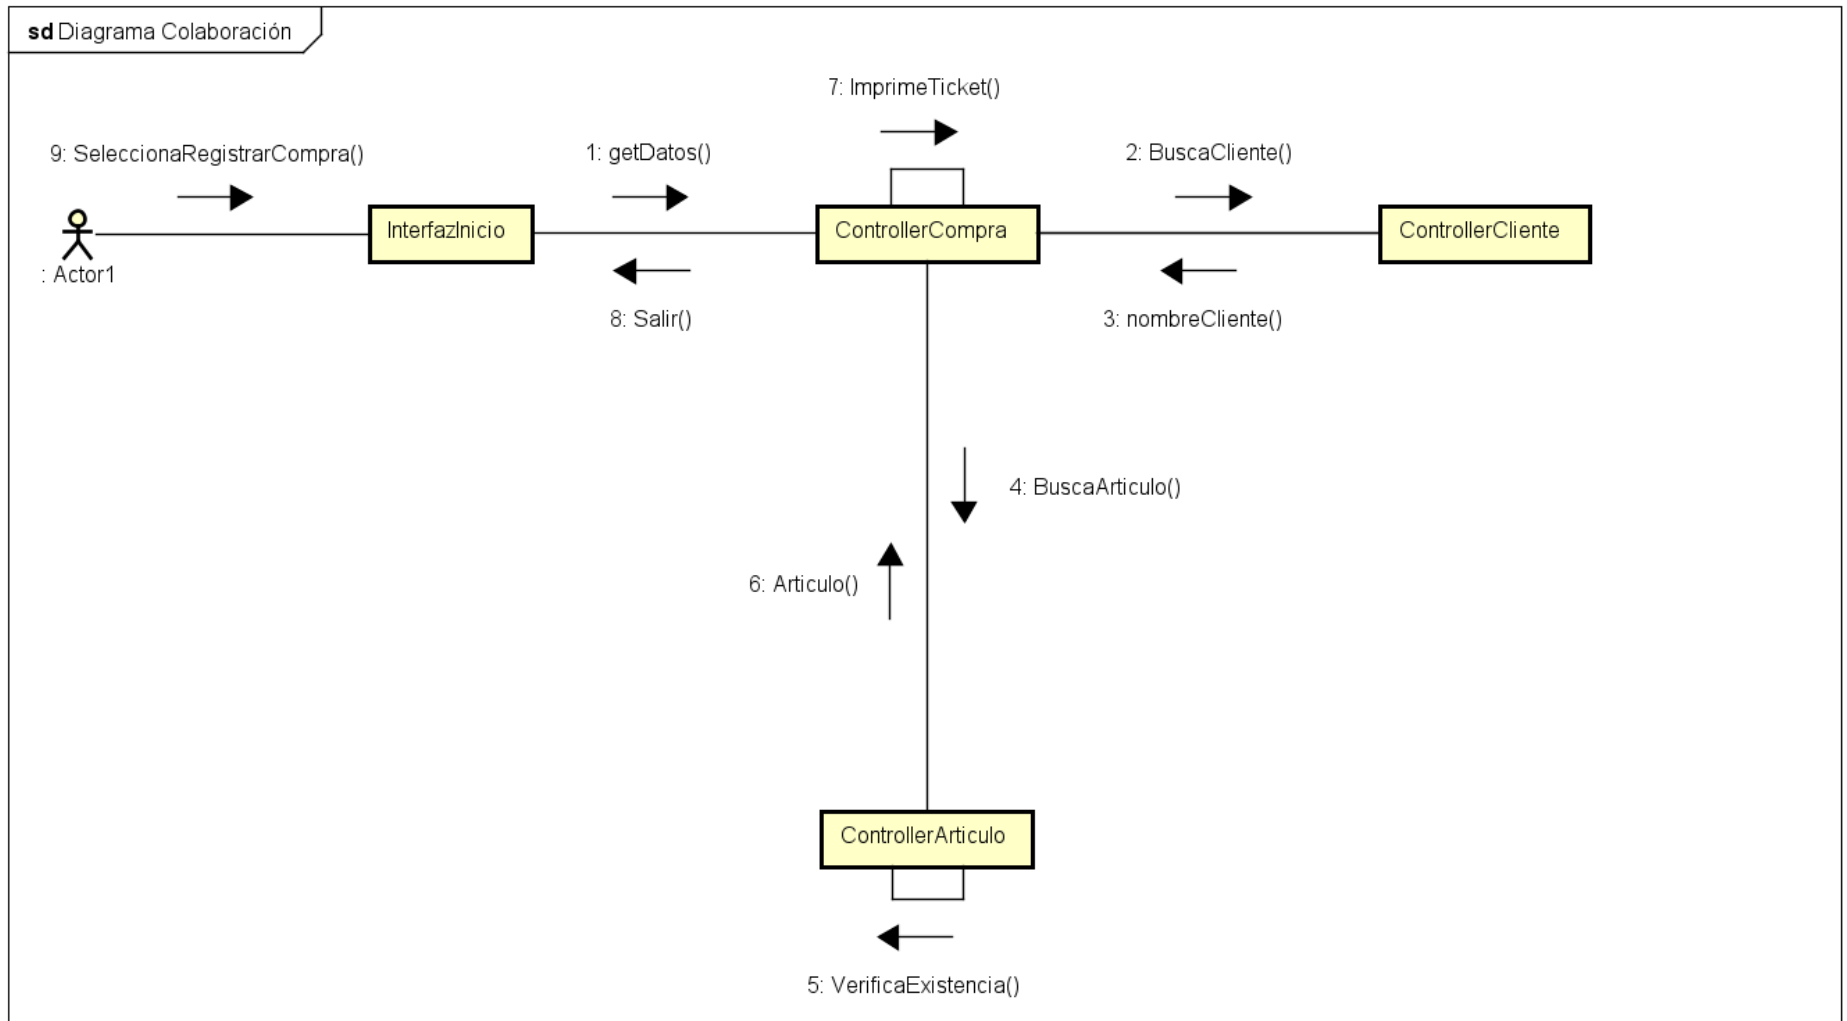 sd Diagrama Colaboración
7: ImprimeTicket()
9: SeleccionaRegistrarCompra()
1: getDatos()
2: BuscaCliente()
InterfazInicio
ControllerCompra
ControllerCliente
: Actor1
8: Salir()
3: nombreCliente()
4: BuscaArticulo()
6: Articulo()
ControllerArticulo
5: VerificaExistencia()